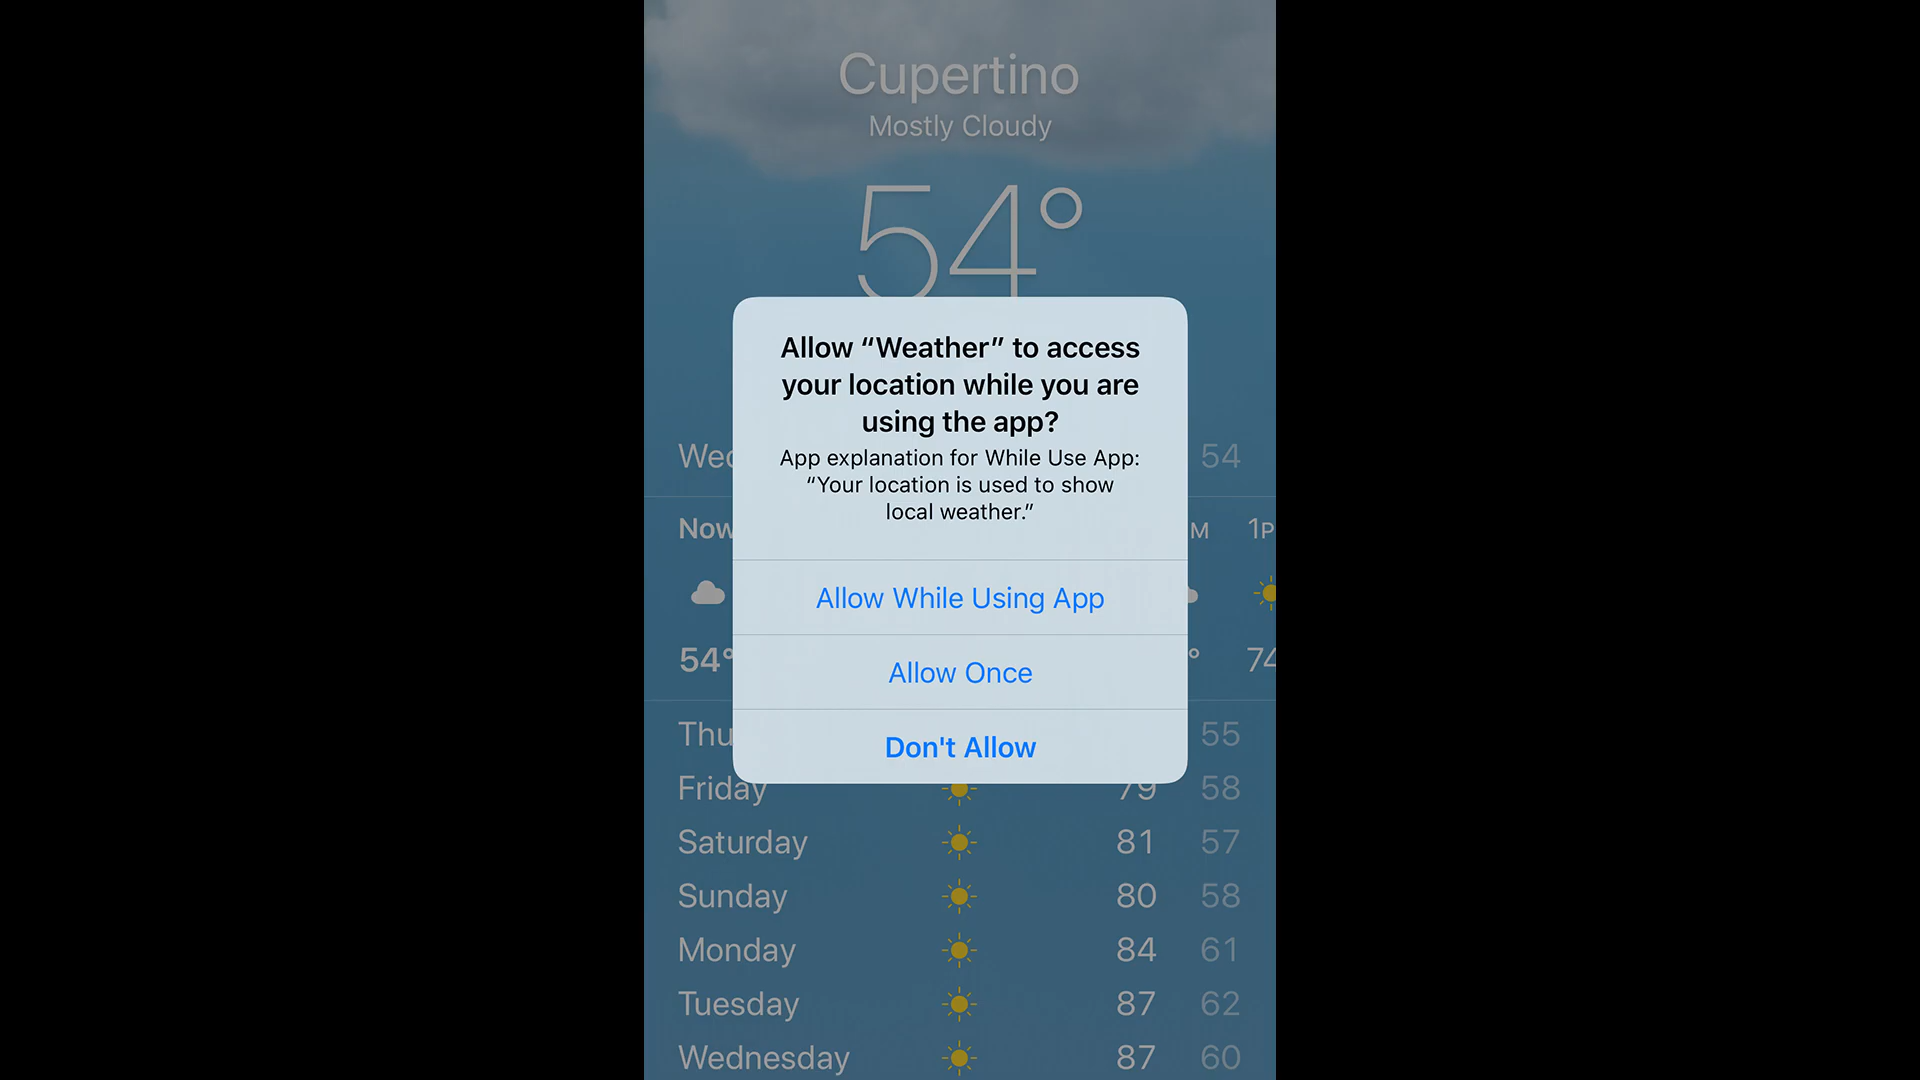 Cupertino
Mostly Cloudy
54°
Allow “Weather” to access
your location while you are
using the app?
App explanation for While Use App:
“Your location is used to show
local weather.”
54
Now
M 1P
Allow While Using App
54° ° 74
Allow Once
Thu 55
Don't Allow
Friday 79 58
Saturday 81 57
Sunday 80 58
Monday 84 61
Tuesday 87 62
Wednesday 87 60